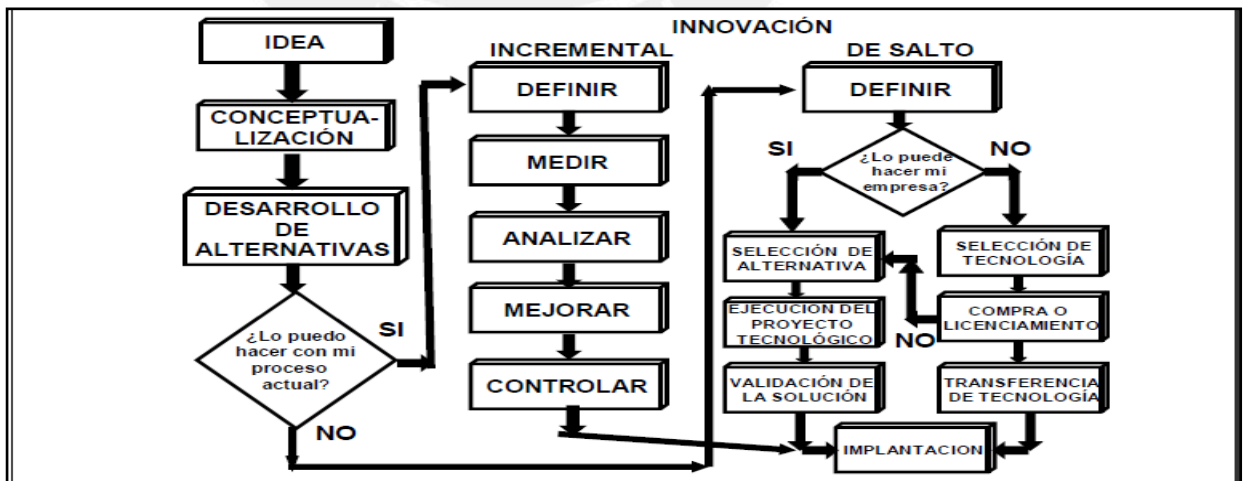 INNOVACIÓN
IDEA
CONCEPTUA-
LIZACIÓN
DESARROLLO
DE
ALTERNATIVAS
¿Lo puedo
hacer con mi
proceso
actual?
SI
NO
INCREMENTAL
DEFINIR
MEDIR
ANALIZAR
MEJORAR
CONTROLAR
DE SALTO
DEFINIR
¿Lo puede
hacer mi
empresa?
SI
NO
SELECCIÓN DE
ALTERNATIVA
EJECUCIÓN DEL
PROYECTO
TECNOLÓGICO
VALIDACIÓN DE
LA SOLUCIÓN
SELECCIÓN DE
TECNOLOGÍA
COMPRA O
LICENCIAMIENTO
NO
TRANSFERENCIA
DE TECNOLOGÍA
IMPLANTACION